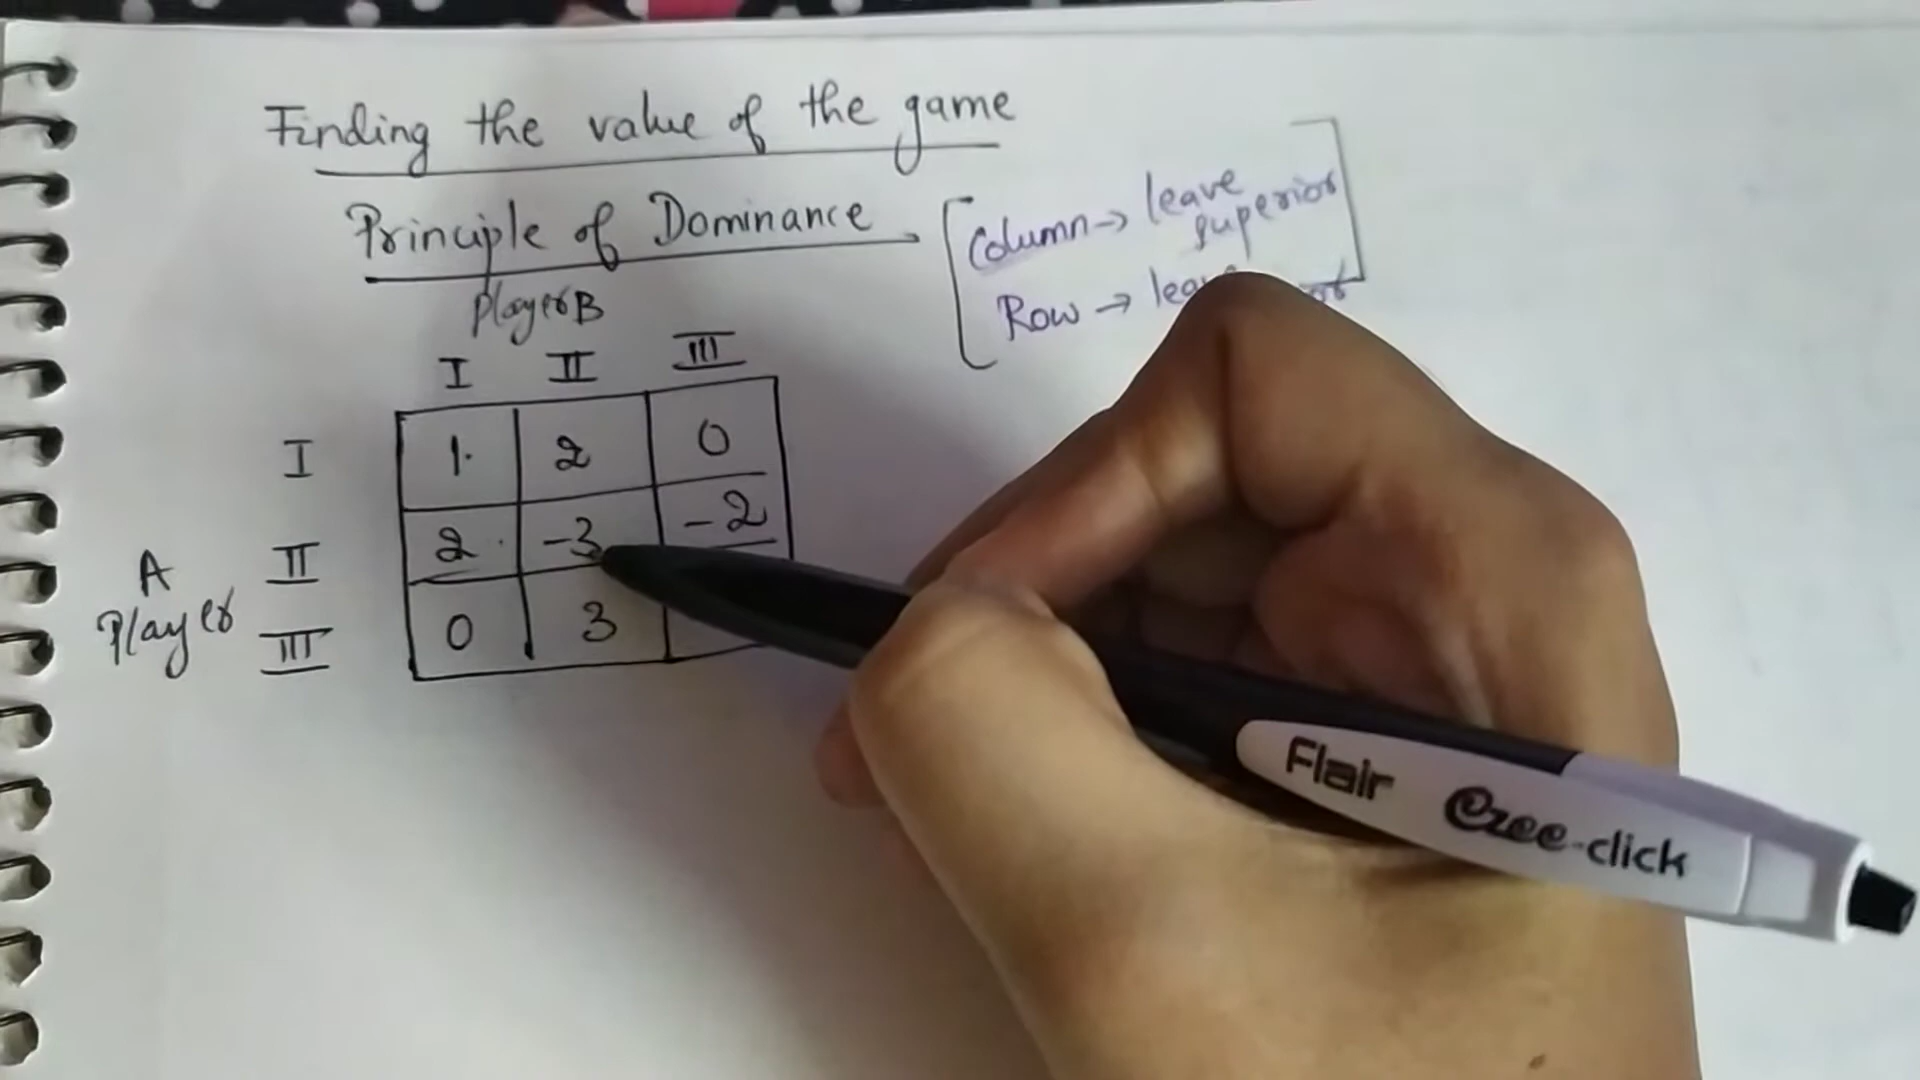 Finding the value of the game
Principle of Dominance
Column → leave superior
Row →
Player B
I II III
I 1 2 0
II 2 -3 -2
III 0 3
A
Player
Flair Ezee-click